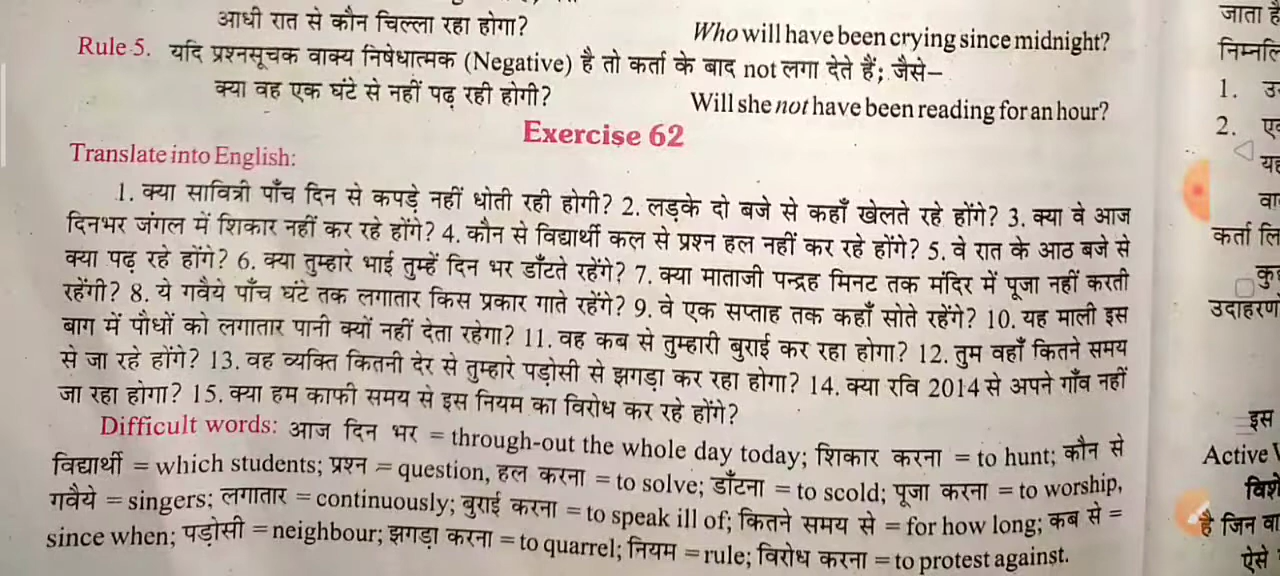 आधी रात से कौन चिल्ला रहा होगा? Who will have been crying since midnight?
Rule 5. यदि प्रश्नसूचक वाक्य निषेधात्मक (Negative) है तो कर्ता के बाद not लगा देते हैं; जैसे–
क्या वह एक घंटे से नहीं पढ़ रही होगी? Will she not have been reading for an hour?
Exercise 62
Translate into English:
1. क्या सावित्री पाँच दिन से कपड़े नहीं धोती रही होगी? 2. लड़के दो बजे से कहाँ खेलते रहे होंगे? 3. क्या वे आज
दिनभर जंगल में शिकार नहीं कर रहे होंगे? 4. कौन से विद्यार्थी कल से प्रश्न हल नहीं कर रहे होंगे? 5. वे रात के आठ बजे से
क्या पढ़ रहे होंगे? 6. क्या तुम्हारे भाई तुम्हें दिन भर डाँटते रहेंगे? 7. क्या माताजी पन्द्रह मिनट तक मंदिर में पूजा नहीं करती
रहेंगी? 8. ये गवैये पाँच घंटे तक लगातार किस प्रकार गाते रहेंगे? 9. वे एक सप्ताह तक कहाँ सोते रहेंगे? 10. यह माली इस
बाग में पौधों को लगातार पानी क्यों नहीं देता रहेगा? 11. वह कब से तुम्हारी बुराई कर रहा होगा? 12. तुम वहाँ कितने समय
से जा रहे होंगे? 13. वह व्यक्ति कितनी देर से तुम्हारे पड़ोसी से झगड़ा कर रहा होगा? 14. क्या रवि 2014 से अपने गाँव नहीं
जा रहा होगा? 15. क्या हम काफी समय से इस नियम का विरोध कर रहे होंगे?
Difficult words: आज दिन भर = through-out the whole day today; शिकार करना = to hunt; कौन से
विद्यार्थी = which students; प्रश्न = question, हल करना = to solve; डाँटना = to scold; पूजा करना = to worship,
गवैये = singers; लगातार = continuously; बुराई करना = to speak ill of; कितने समय से = for how long; कब से =
since when; पड़ोसी = neighbour; झगड़ा करना = to quarrel; नियम = rule; विरोध करना = to protest against.
जाता है
1.
2.
कर्ता
उदाहरण
इस
Active
है जिन
ऐसे